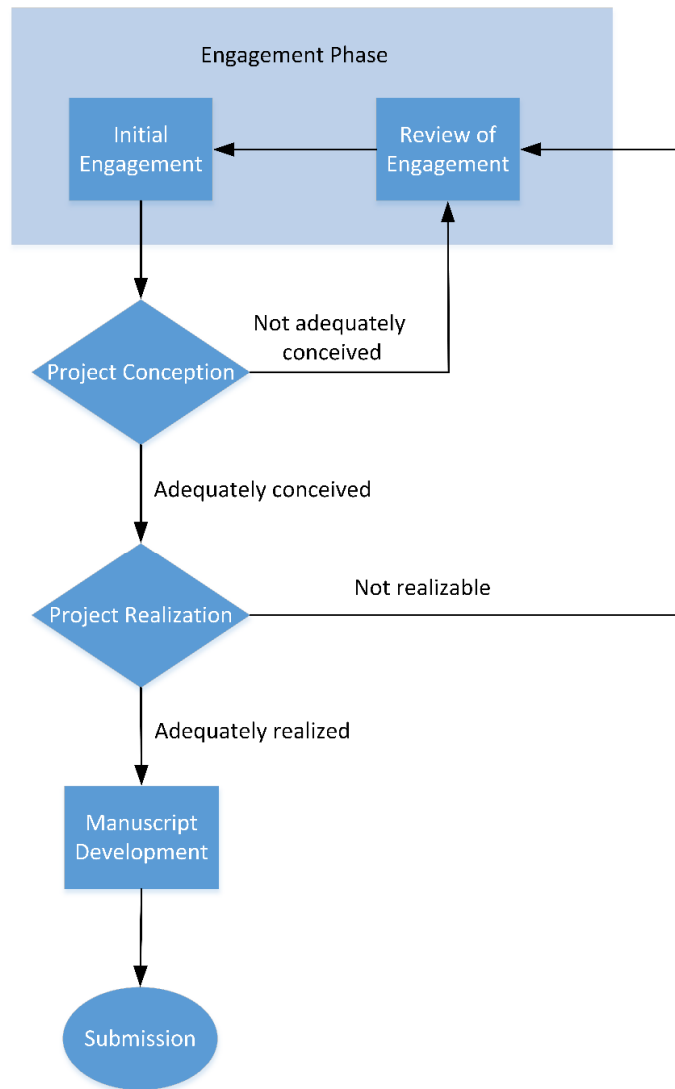 Engagement Phase
Initial
Engagement
Review of
Engagement
Not adequately
conceived
Project Conception
Adequately conceived
Not realizable
Project Realization
Adequately realized
Manuscript
Development
Submission